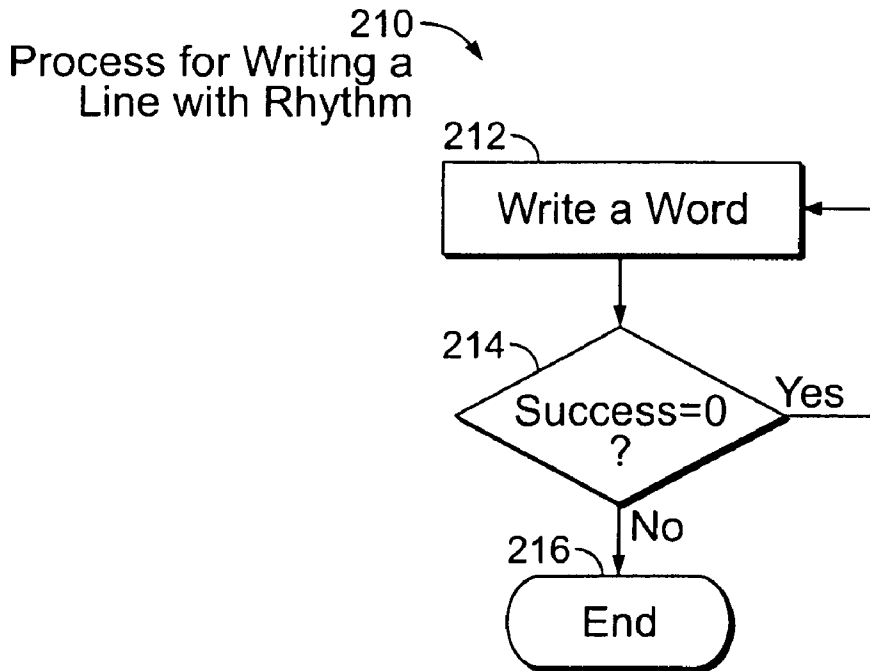 210
Process for Writing a
Line with Rhythm
212
Write a Word
214
Success=0
?
Yes
No
216
End